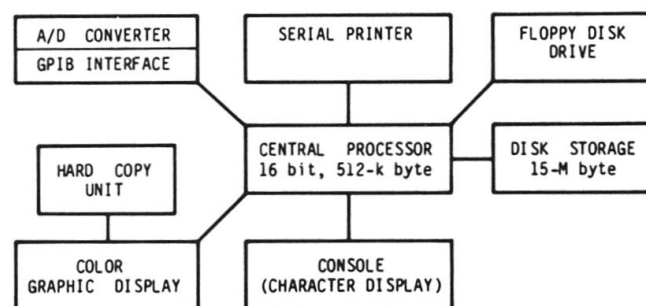 A/D CONVERTER
GPIB INTERFACE
SERIAL PRINTER
FLOPPY DISK
DRIVE
HARD COPY
UNIT
CENTRAL PROCESSOR
16 bit, 512-k byte
DISK STORAGE
15-M byte
COLOR
GRAPHIC DISPLAY
CONSOLE
(CHARACTER DISPLAY)